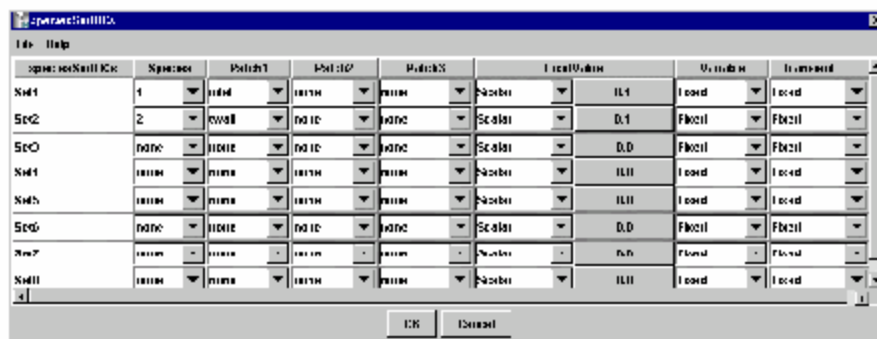 File Help
Species Patch1 Patch2 Patch3 FixedValue Variable Transient
Set1 1 inlet none none Scalar 0.1 Fixed Fixed
Set2 2 cwall none none Scalar 0.1 Fixed Fixed
Set3 none none none none Scalar 0.0 Fixed Fixed
Set4 none none none none Scalar 0.0 Fixed Fixed
Set5 none none none none Scalar 0.0 Fixed Fixed
Set6 none none none none Scalar 0.0 Fixed Fixed
Set7 none none none none Scalar 0.0 Fixed Fixed
Set8 none none none none Scalar 0.0 Fixed Fixed
OK Cancel